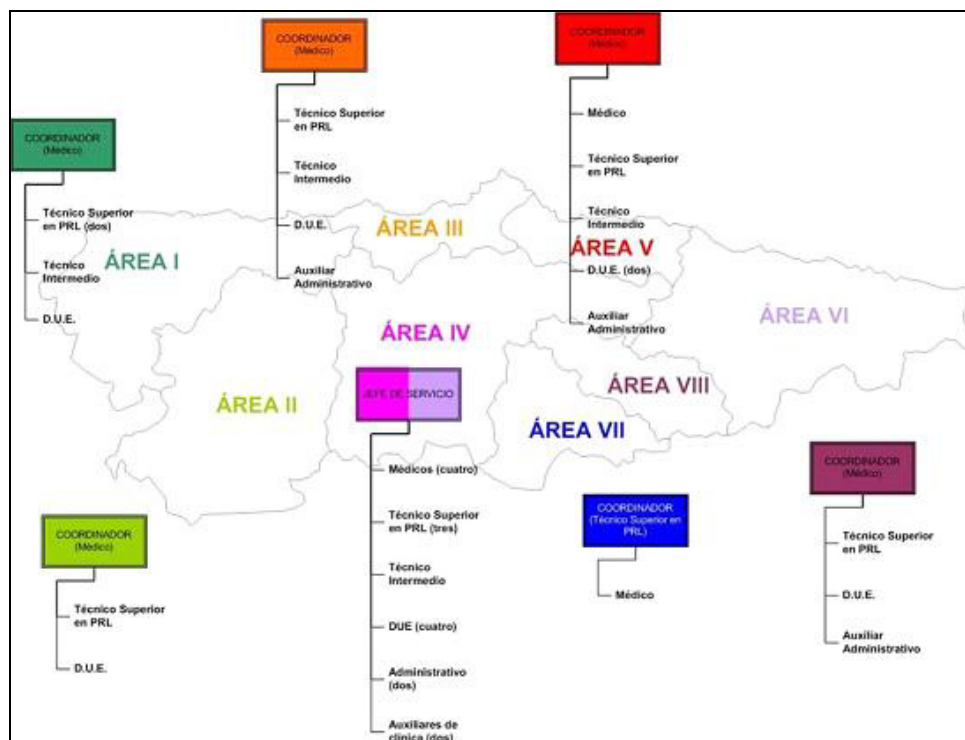 COORDINADOR
(Médico)
Técnico Superior
en PRL
Técnico
Intermedio
D.U.E.
Auxiliar
Administrativo
COORDINADOR
(Médico)
Médico
Técnico Superior
en PRL
Técnico
Intermedio
D.U.E. (dos)
Auxiliar
Administrativo
COORDINADOR
(Médico)
Técnico Superior
en PRL (dos)
Técnico
Intermedio
D.U.E.
ÁREA I
ÁREA III
ÁREA V
ÁREA VI
ÁREA IV
ÁREA II
ÁREA VIII
ÁREA VII
JEFE DE SERVICIO
Médicos (cuatro)
Técnico Superior
en PRL (tres)
Técnico
Intermedio
DUE (cuatro)
Administrativo
(dos)
Auxiliares de
clínica (dos)
COORDINADOR
(Médico)
Técnico Superior
en PRL
D.U.E.
COORDINADOR
(Técnico Superior en
PRL)
Médico
COORDINADOR
(Médico)
Técnico Superior
en PRL
D.U.E.
Auxiliar
Administrativo